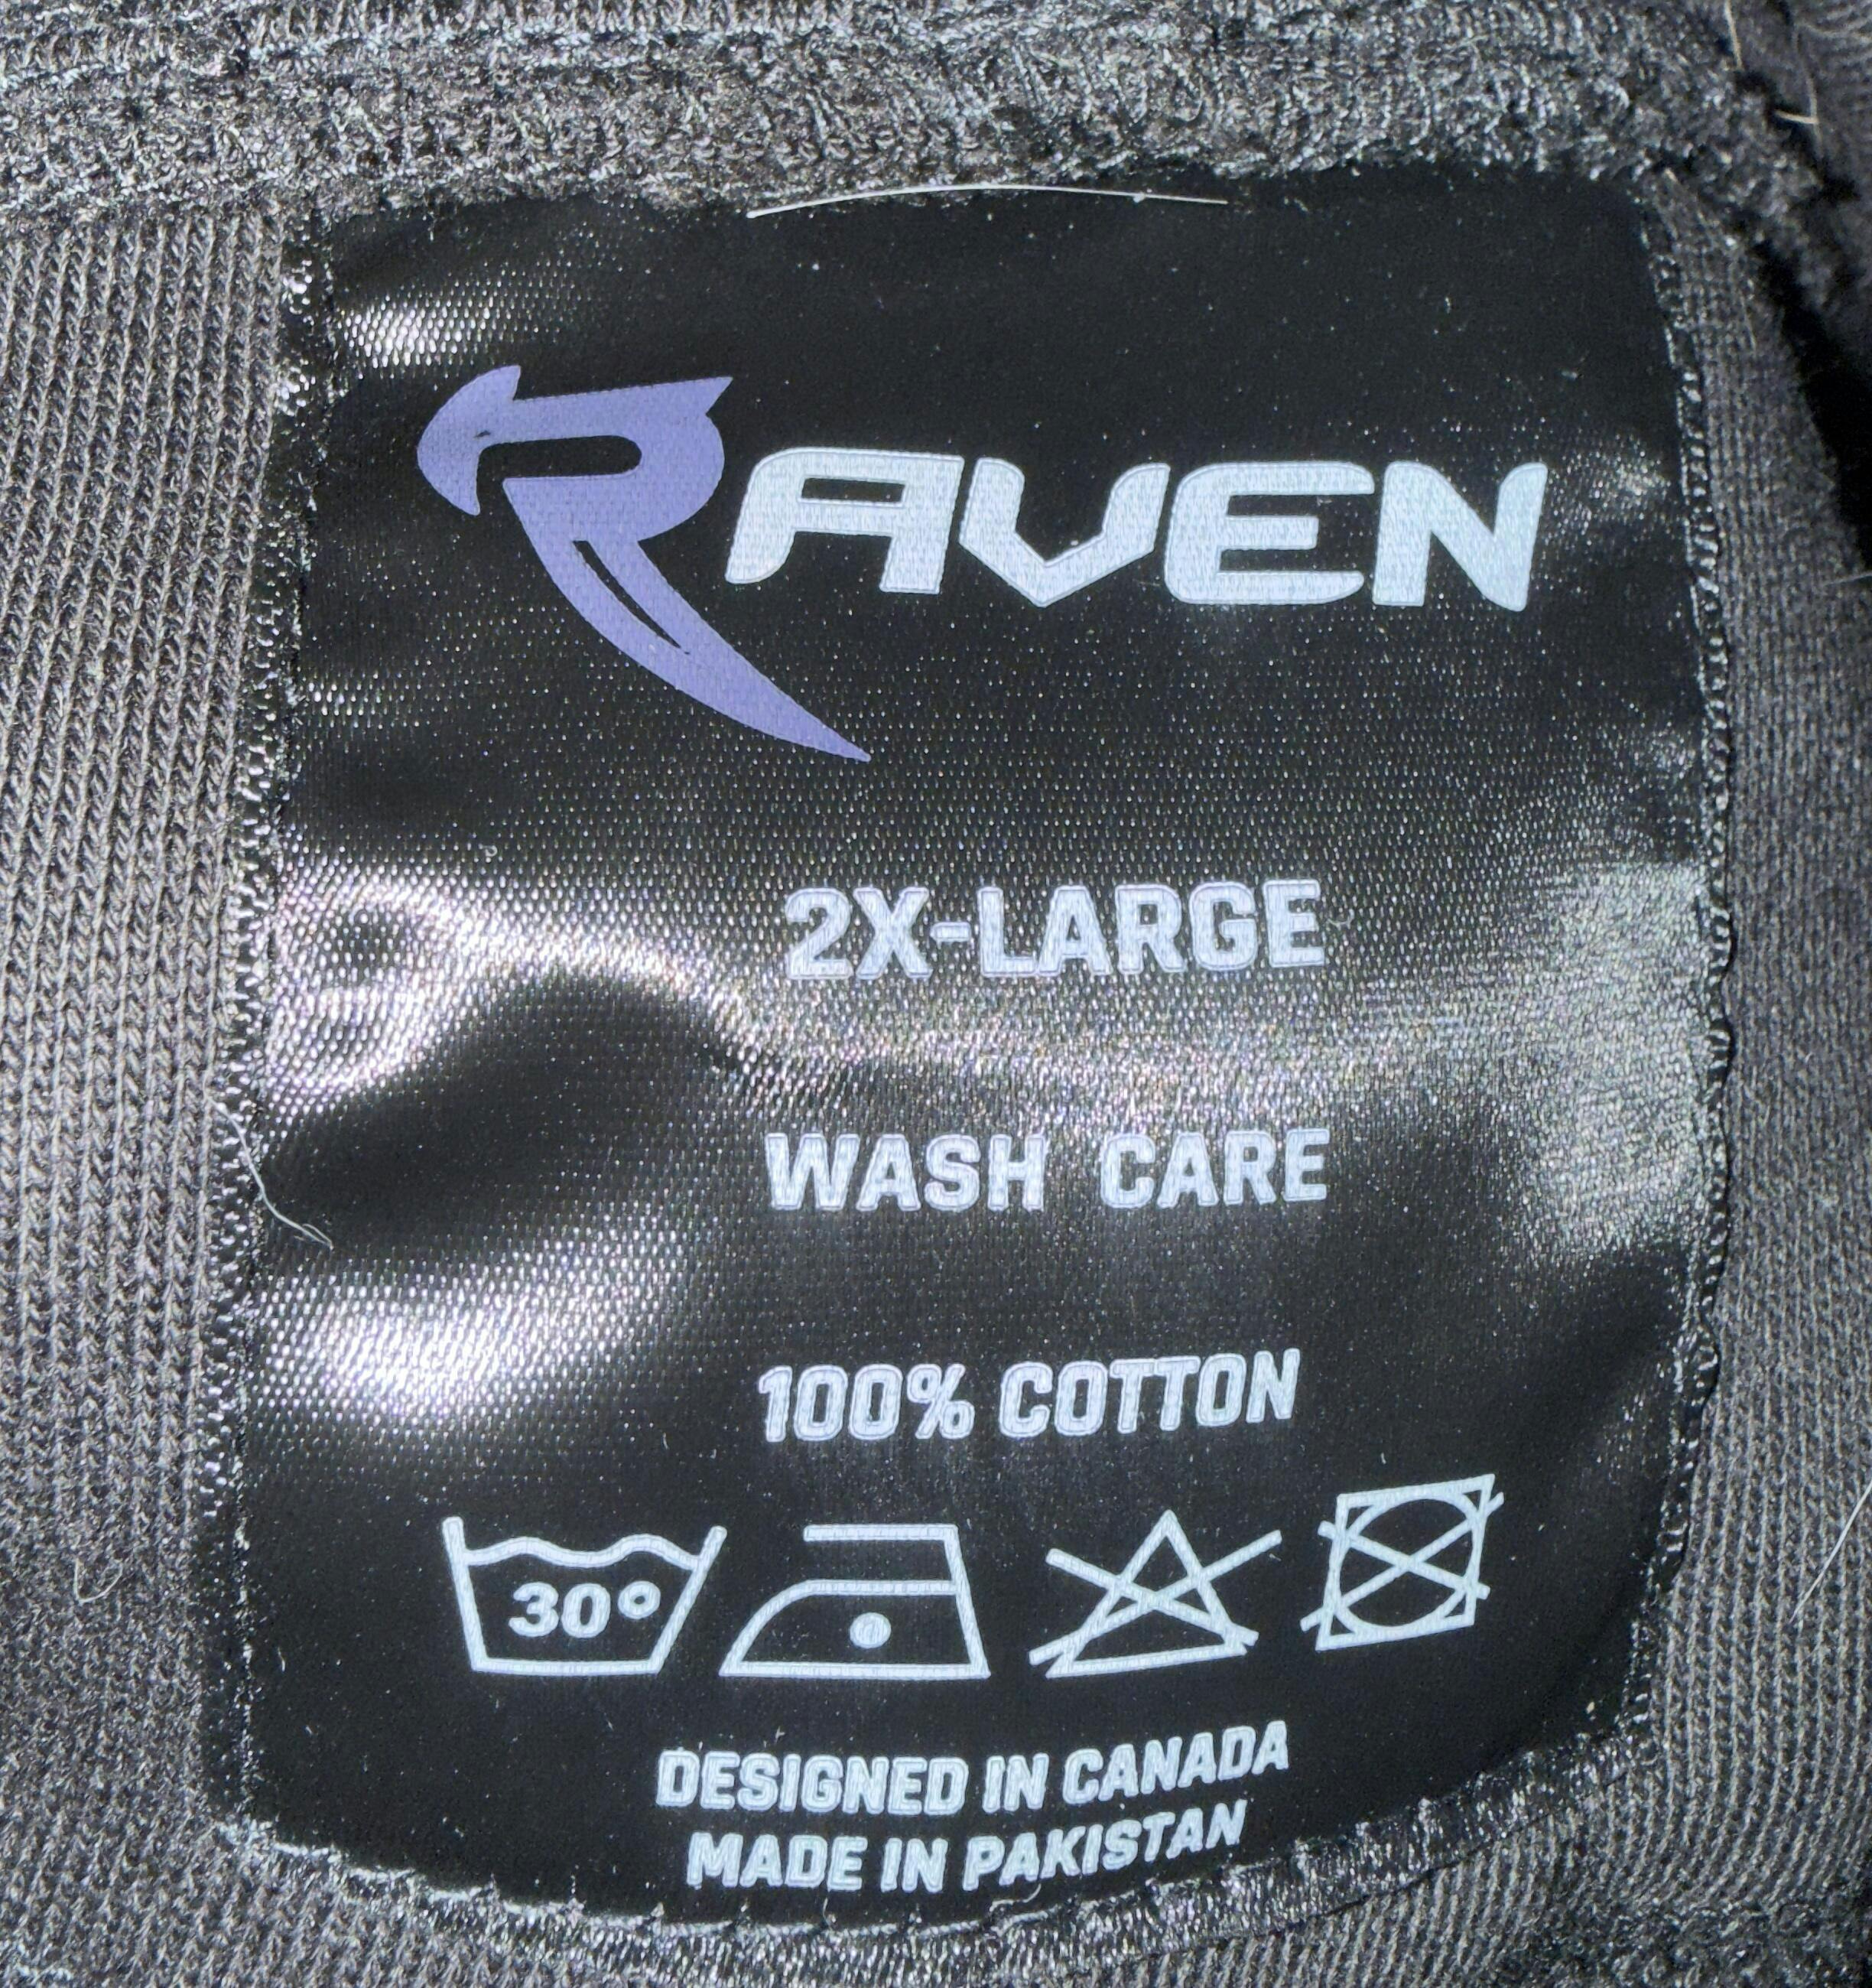 RAVEN
2X-LARGE
WASH CARE
100% COTTON
30°
DESIGNED IN CANADA
MADE IN PAKISTAN